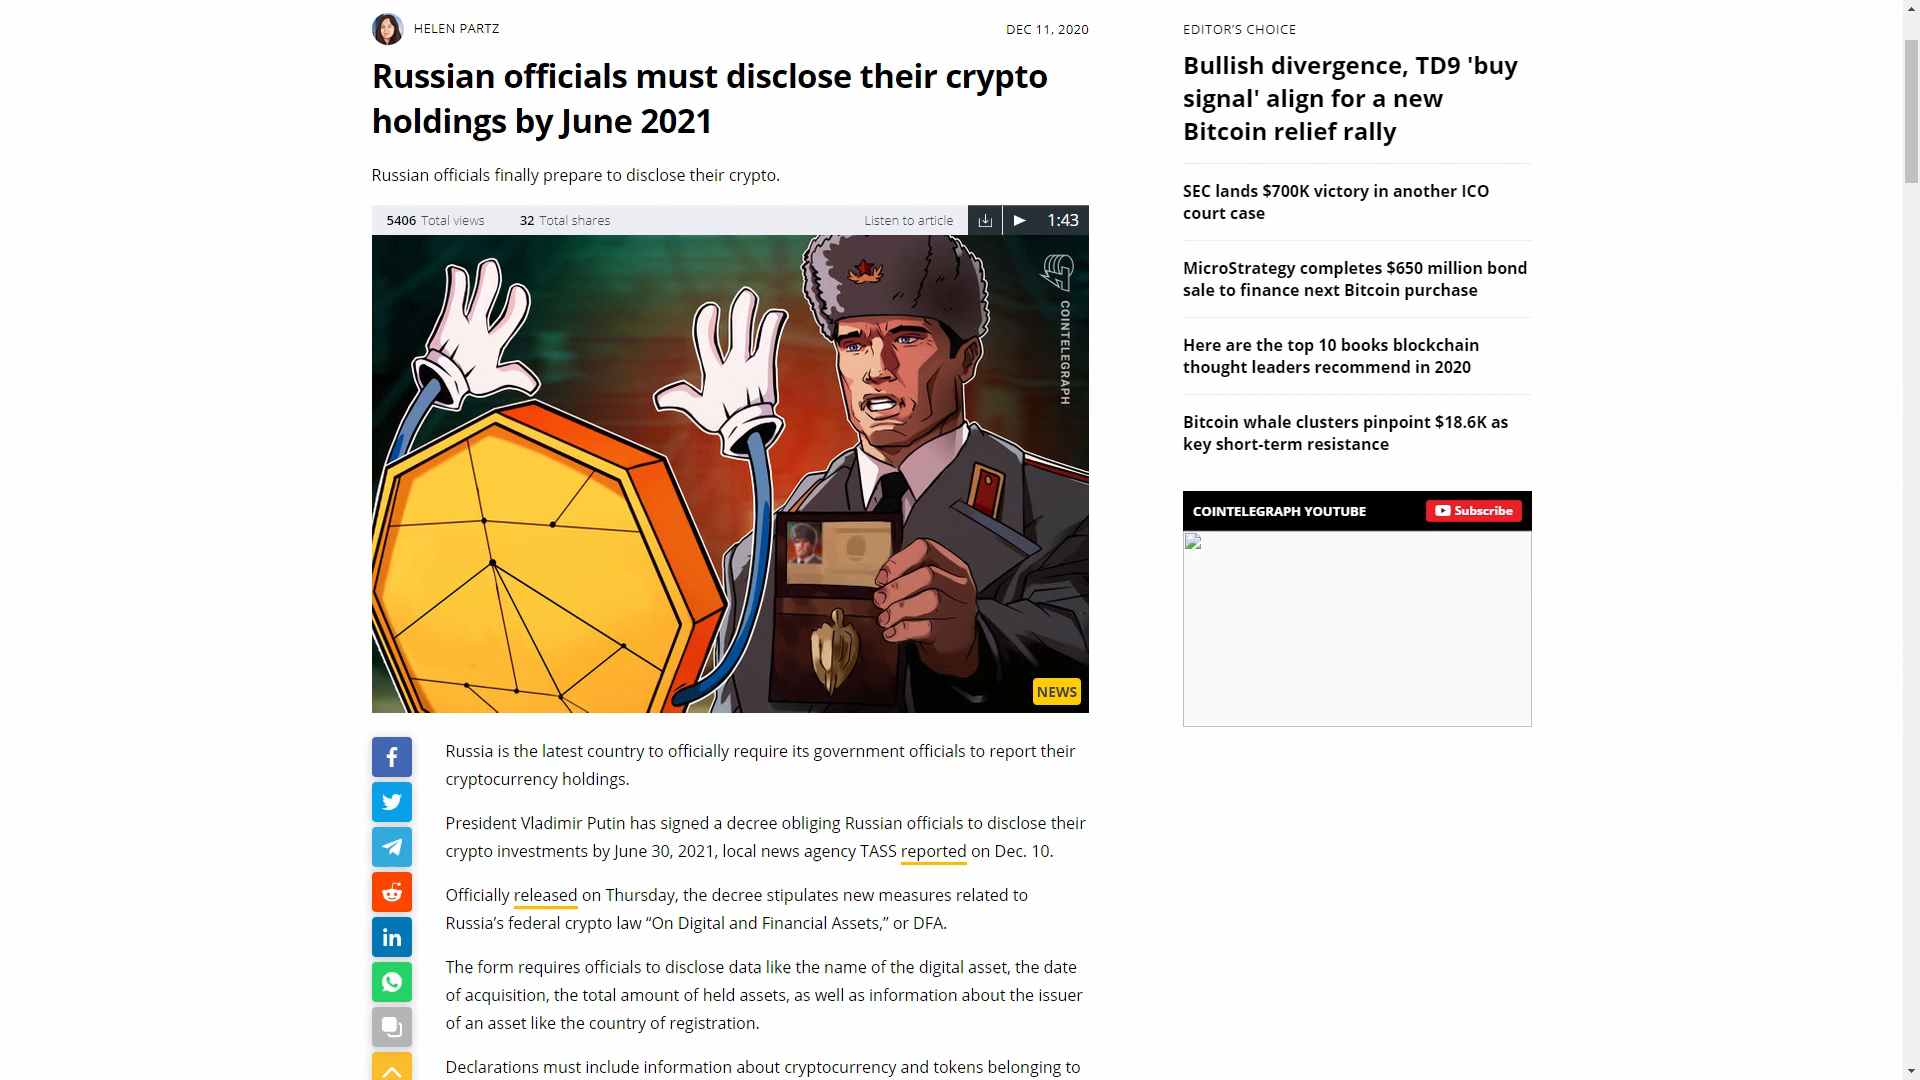 HELEN PARTZ
DEC 11, 2020
Russian officials must disclose their crypto
holdings by June 2021
Russian officials finally prepare to disclose their crypto.
5406 Total views
32 Total shares
Listen to article
1:43
COINTELEGRAPH
NEWS
Russia is the latest country to officially require its government officials to report their
cryptocurrency holdings.
President Vladimir Putin has signed a decree obliging Russian officials to disclose their
crypto investments by June 30, 2021, local news agency TASS reported on Dec. 10.
Officially released on Thursday, the decree stipulates new measures related to
Russia’s federal crypto law “On Digital and Financial Assets,” or DFA.
The form requires officials to disclose data like the name of the digital asset, the date
of acquisition, the total amount of held assets, as well as information about the issuer
of an asset like the country of registration.
Declarations must include information about cryptocurrency and tokens belonging to
EDITOR’S CHOICE
Bullish divergence, TD9 'buy
signal' align for a new
Bitcoin relief rally
SEC lands $700K victory in another ICO
court case
MicroStrategy completes $650 million bond
sale to finance next Bitcoin purchase
Here are the top 10 books blockchain
thought leaders recommend in 2020
Bitcoin whale clusters pinpoint $18.6K as
key short-term resistance
COINTELEGRAPH YOUTUBE
Subscribe